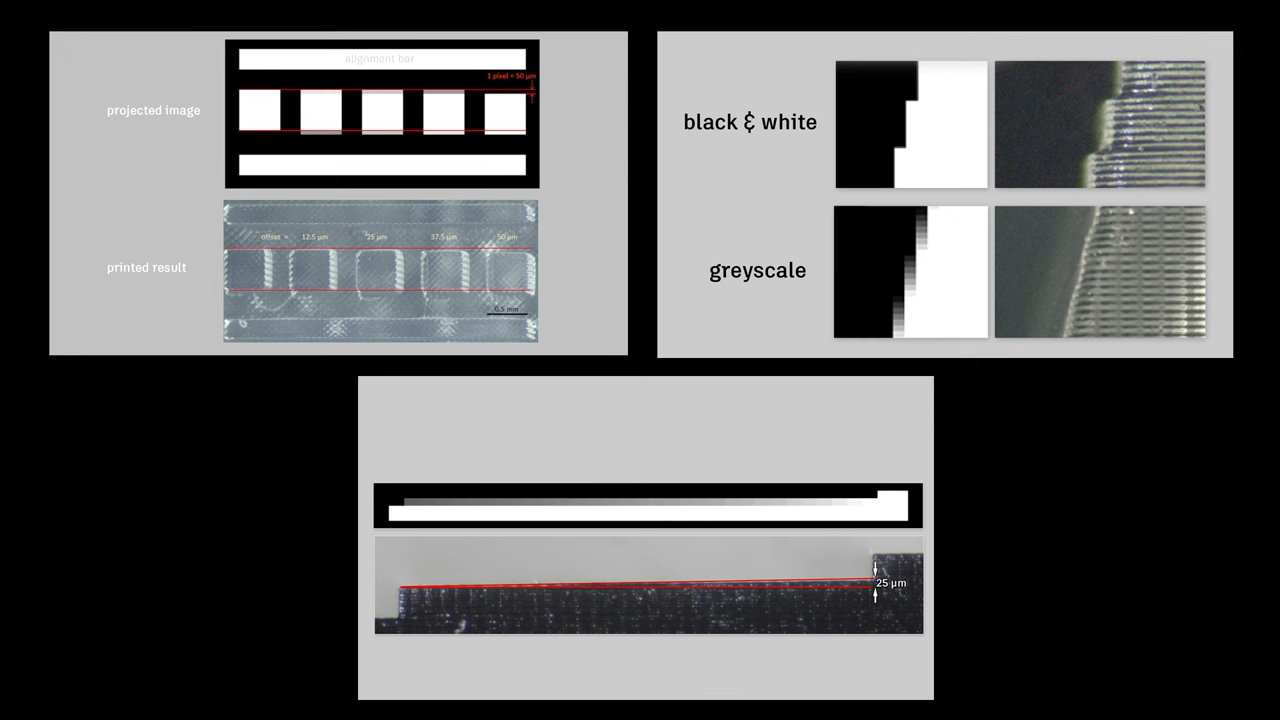 alignment bar
1 pixel = 50 µm
projected image
offset = 12.5 µm 25 µm 37.5 µm 50 µm
printed result
0.5 mm
black & white
greyscale
25 µm